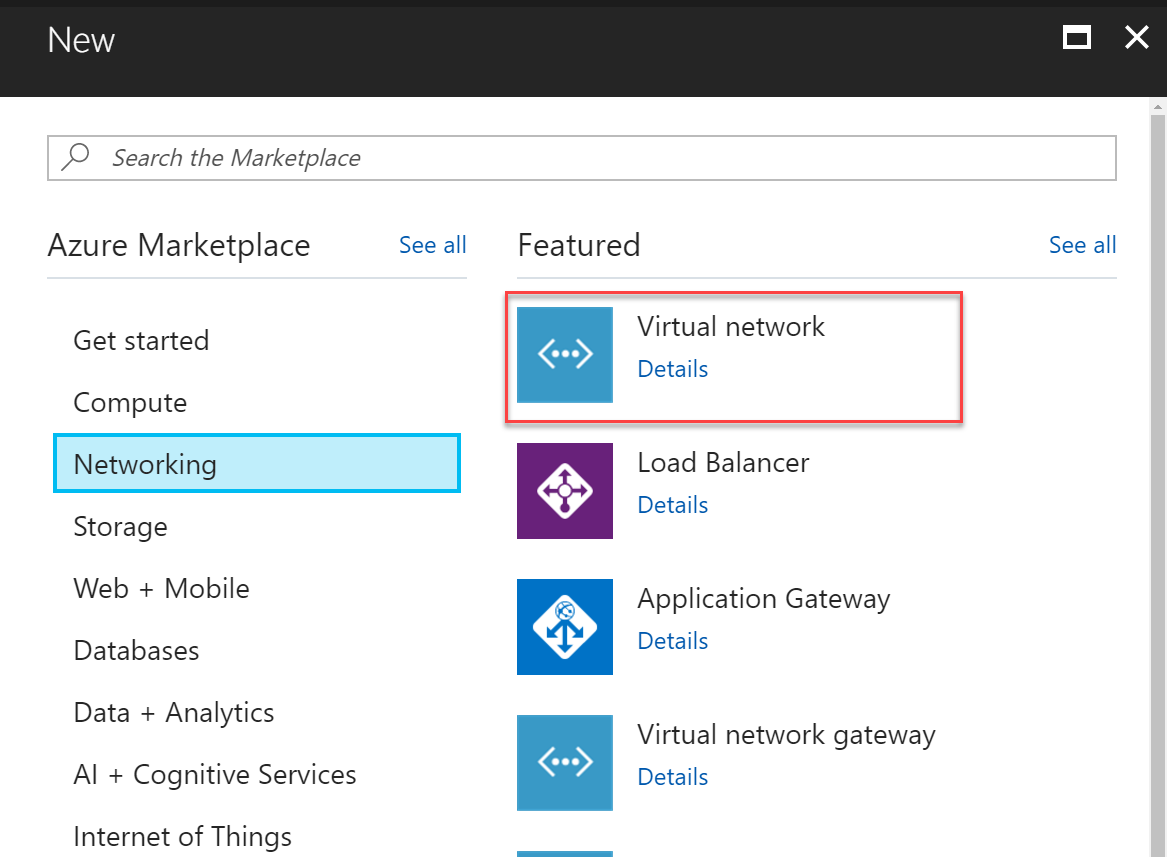 New
Search the Marketplace
Azure Marketplace
See all
Get started
Compute
Networking
Storage
Web + Mobile
Databases
Data + Analytics
AI + Cognitive Services
Internet of Things
Featured
See all
Virtual network
Details
Load Balancer
Details
Application Gateway
Details
Virtual network gateway
Details